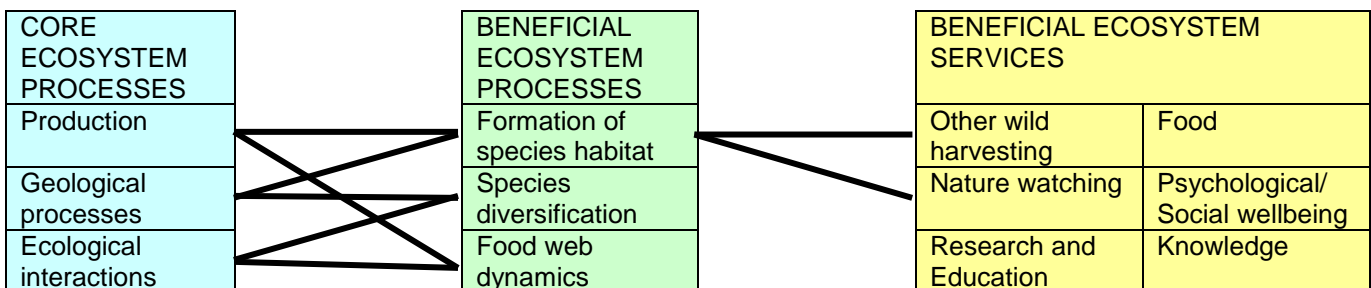 CORE
ECOSYSTEM
PROCESSES
Production
Geological
processes
Ecological
interactions
BENEFICIAL
ECOSYSTEM
PROCESSES
Formation of
species habitat
Species
diversification
Food web
dynamics
BENEFICIAL ECOSYSTEM
SERVICES
Other wild
harvesting
Food
Nature watching
Psychological/
Social wellbeing
Research and
Education
Knowledge